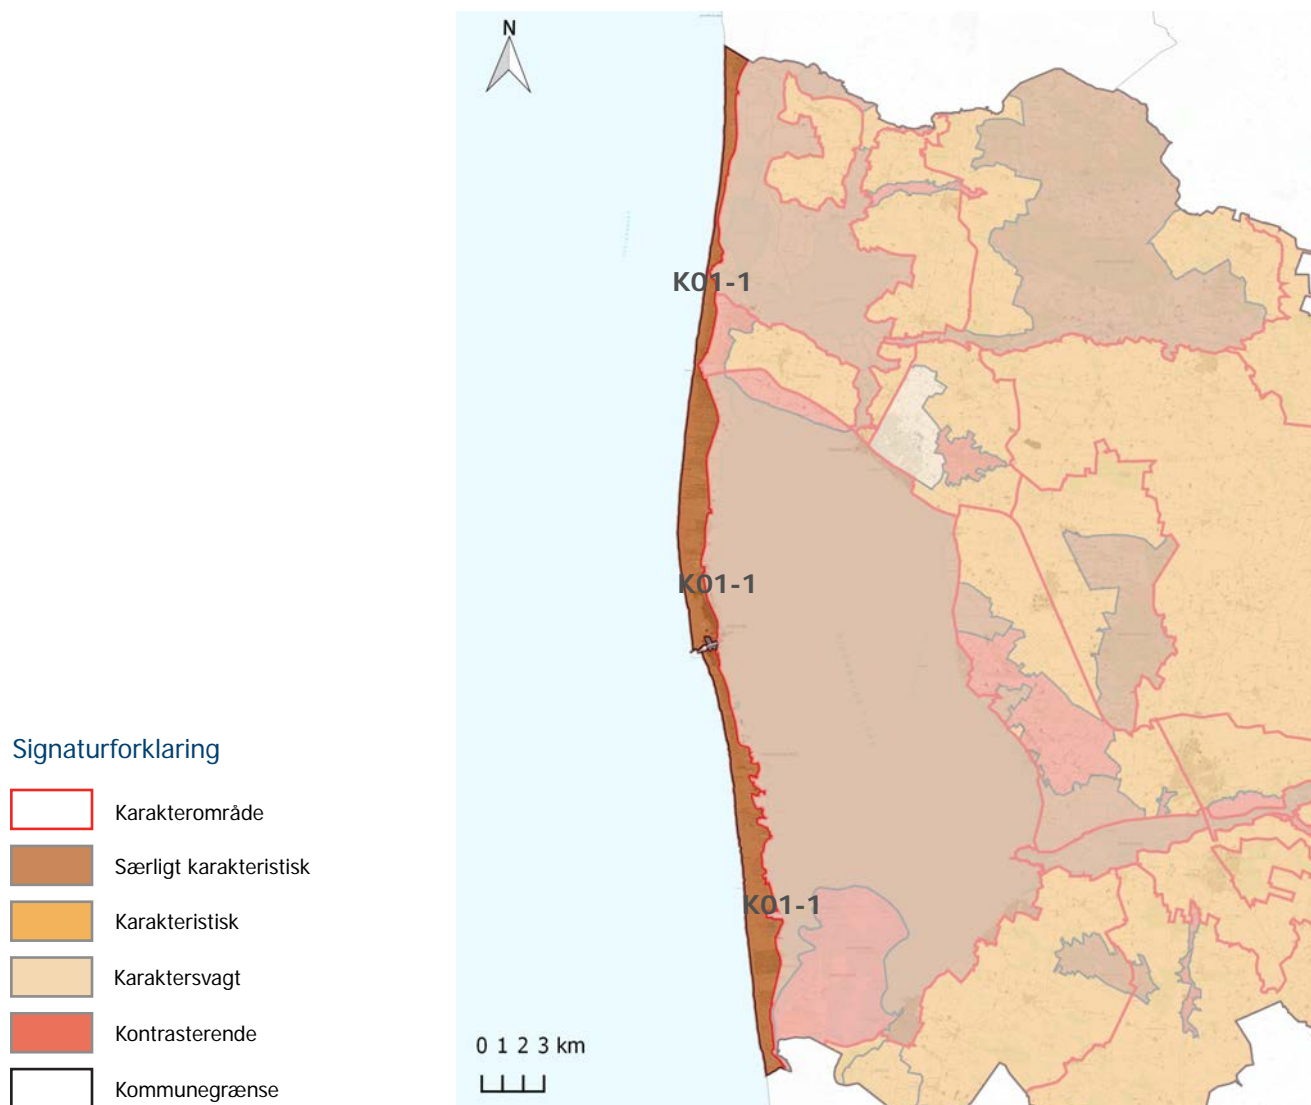 N
K01-1
K01-1
K01-1
0 1 2 3 km
Signaturforklaring
Karakterområde
Særligt karakteristisk
Karakteristisk
Karaktersvagt
Kontrasterende
Kommunegrænse